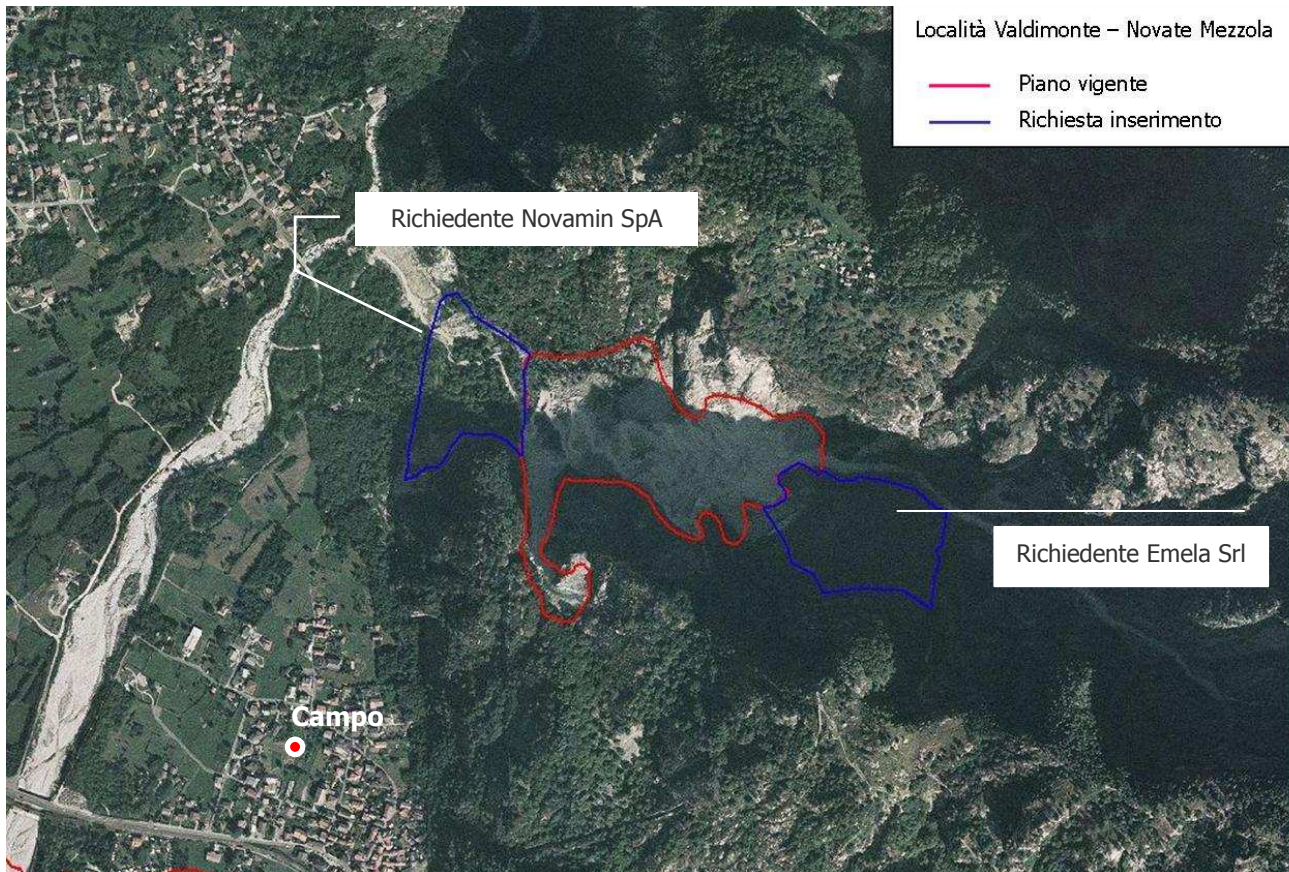 Località Valdimonte – Novate Mezzola
Piano vigente
Richiesta inserimento
Richiedente Novamin SpA
Richiedente Emela Srl
Campo